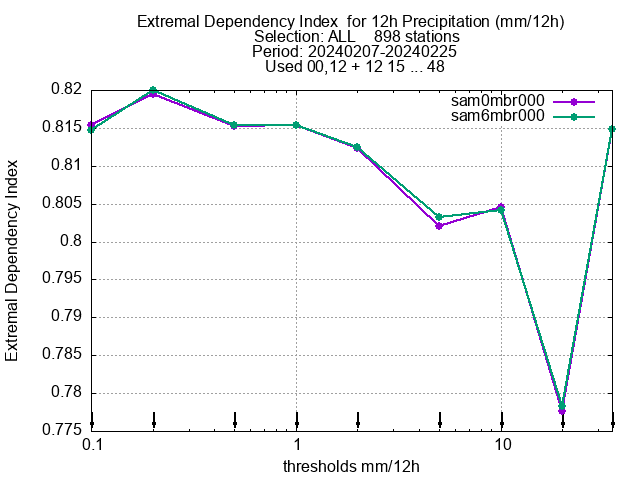 Extremal Dependency Index  for 12h Precipitation (mm/12h)
Selection: ALL    898 stations
Period: 20240207-20240225
Used 00,12 + 12 15 ... 48
sam0mbr000
sam6mbr000
0.82
0.815
0.81
0.805
0.8
0.795
0.79
0.785
0.78
0.775
Extremal Dependency Index
0.1 1 10
thresholds mm/12h